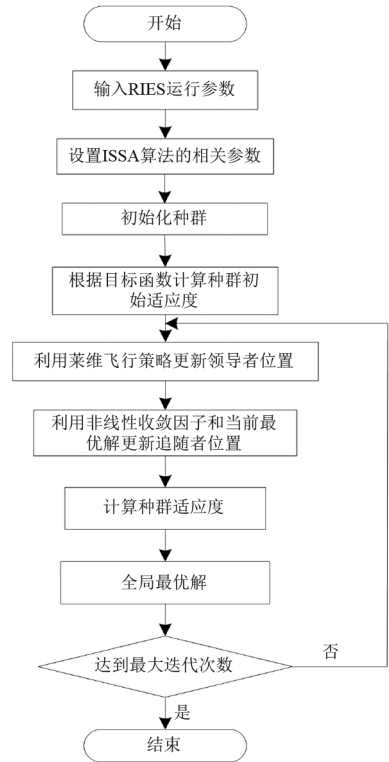 开始
输入RIES运行参数
设置ISSA算法的相关参数
初始化种群
根据目标函数计算种群初
始适应度
利用莱维飞行策略更新领导者位置
利用非线性收敛因子和当前最
优解更新追随者位置
计算种群适应度
全局最优解
达到最大迭代次数
否
是
结束